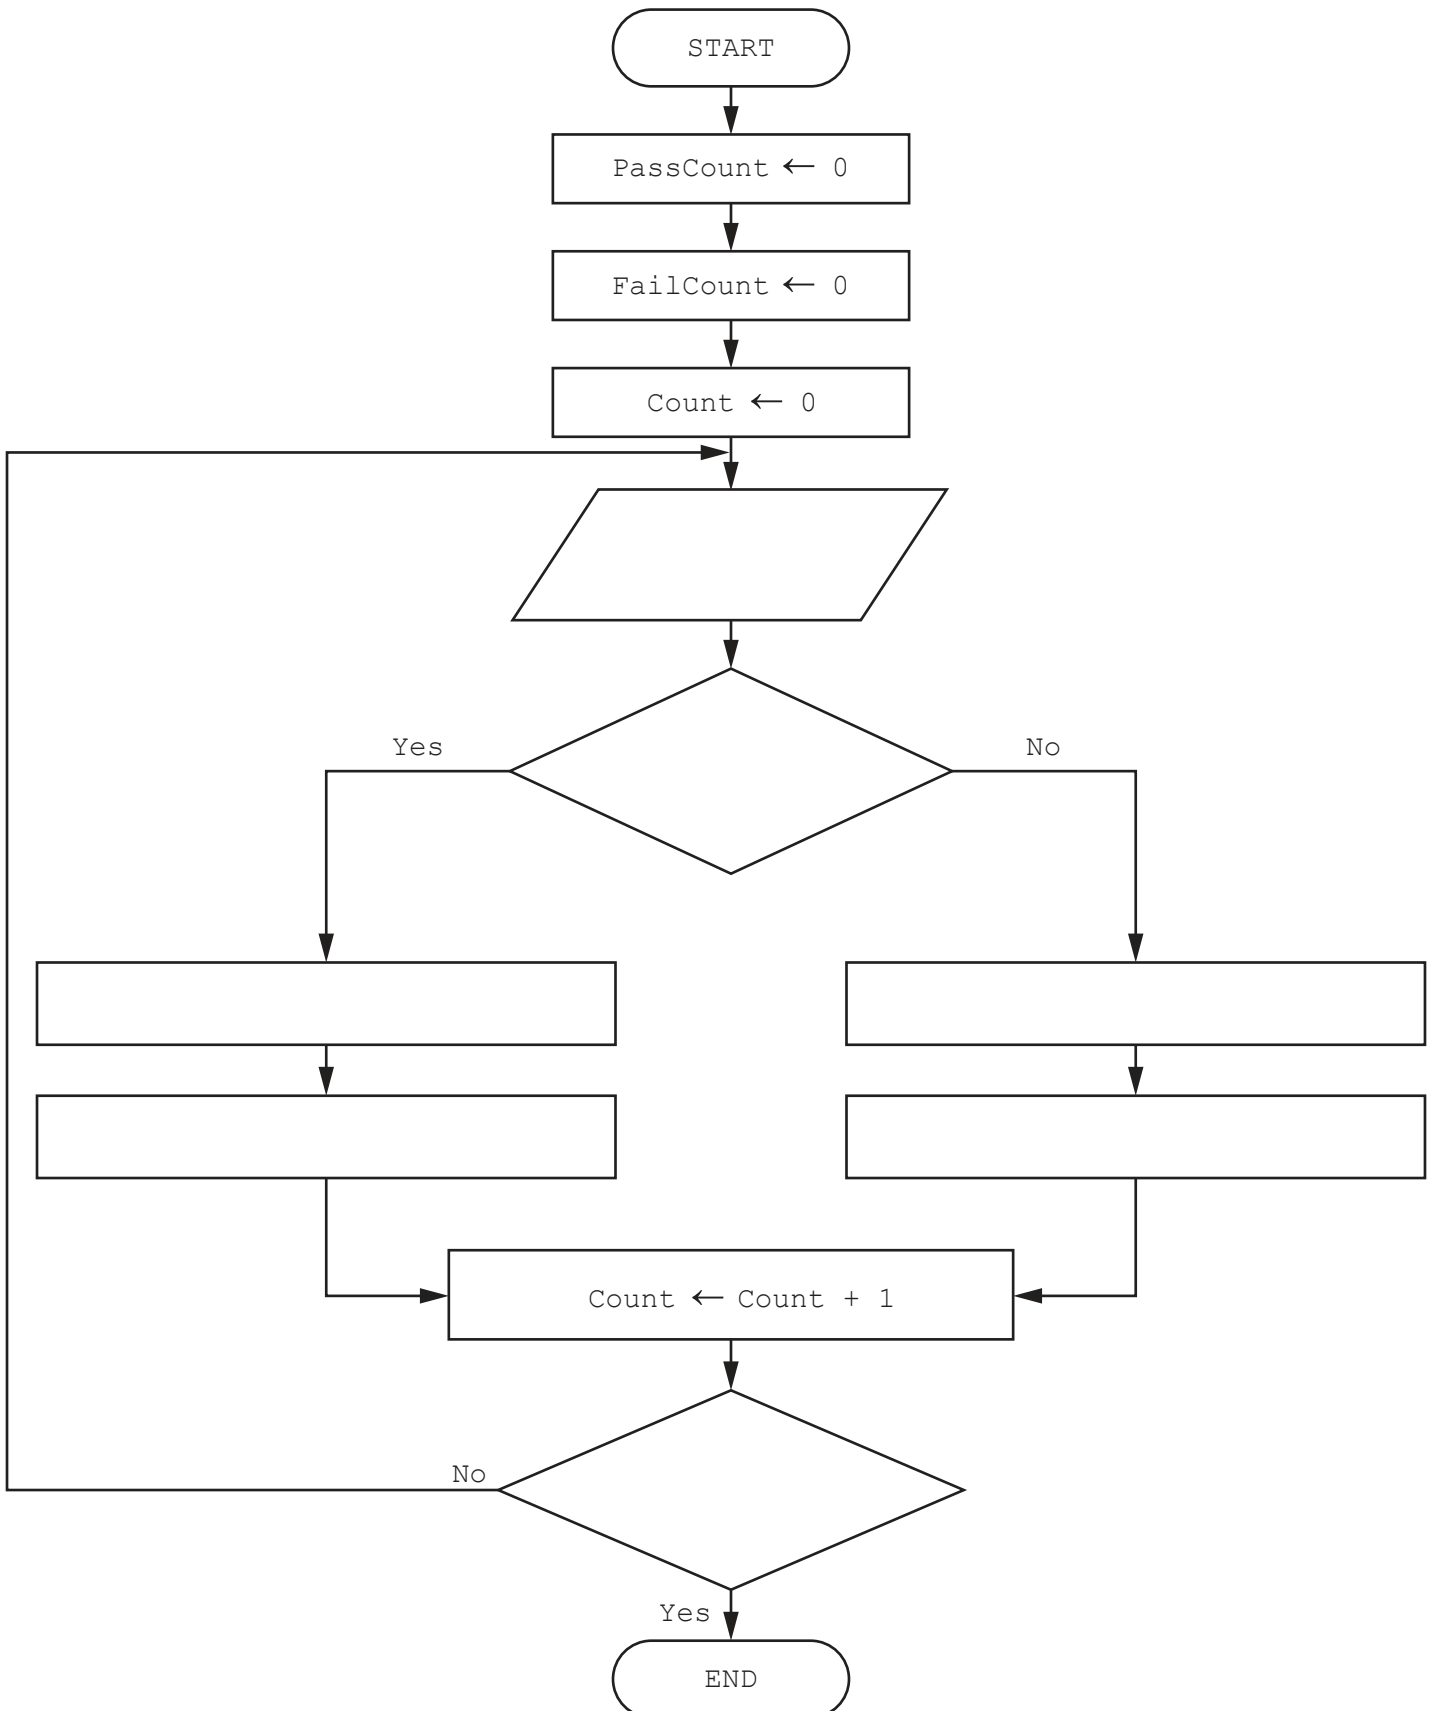 START
PassCount ← 0
FailCount ← 0
Count ← 0
Yes
No
Count ← Count + 1
No
Yes
END